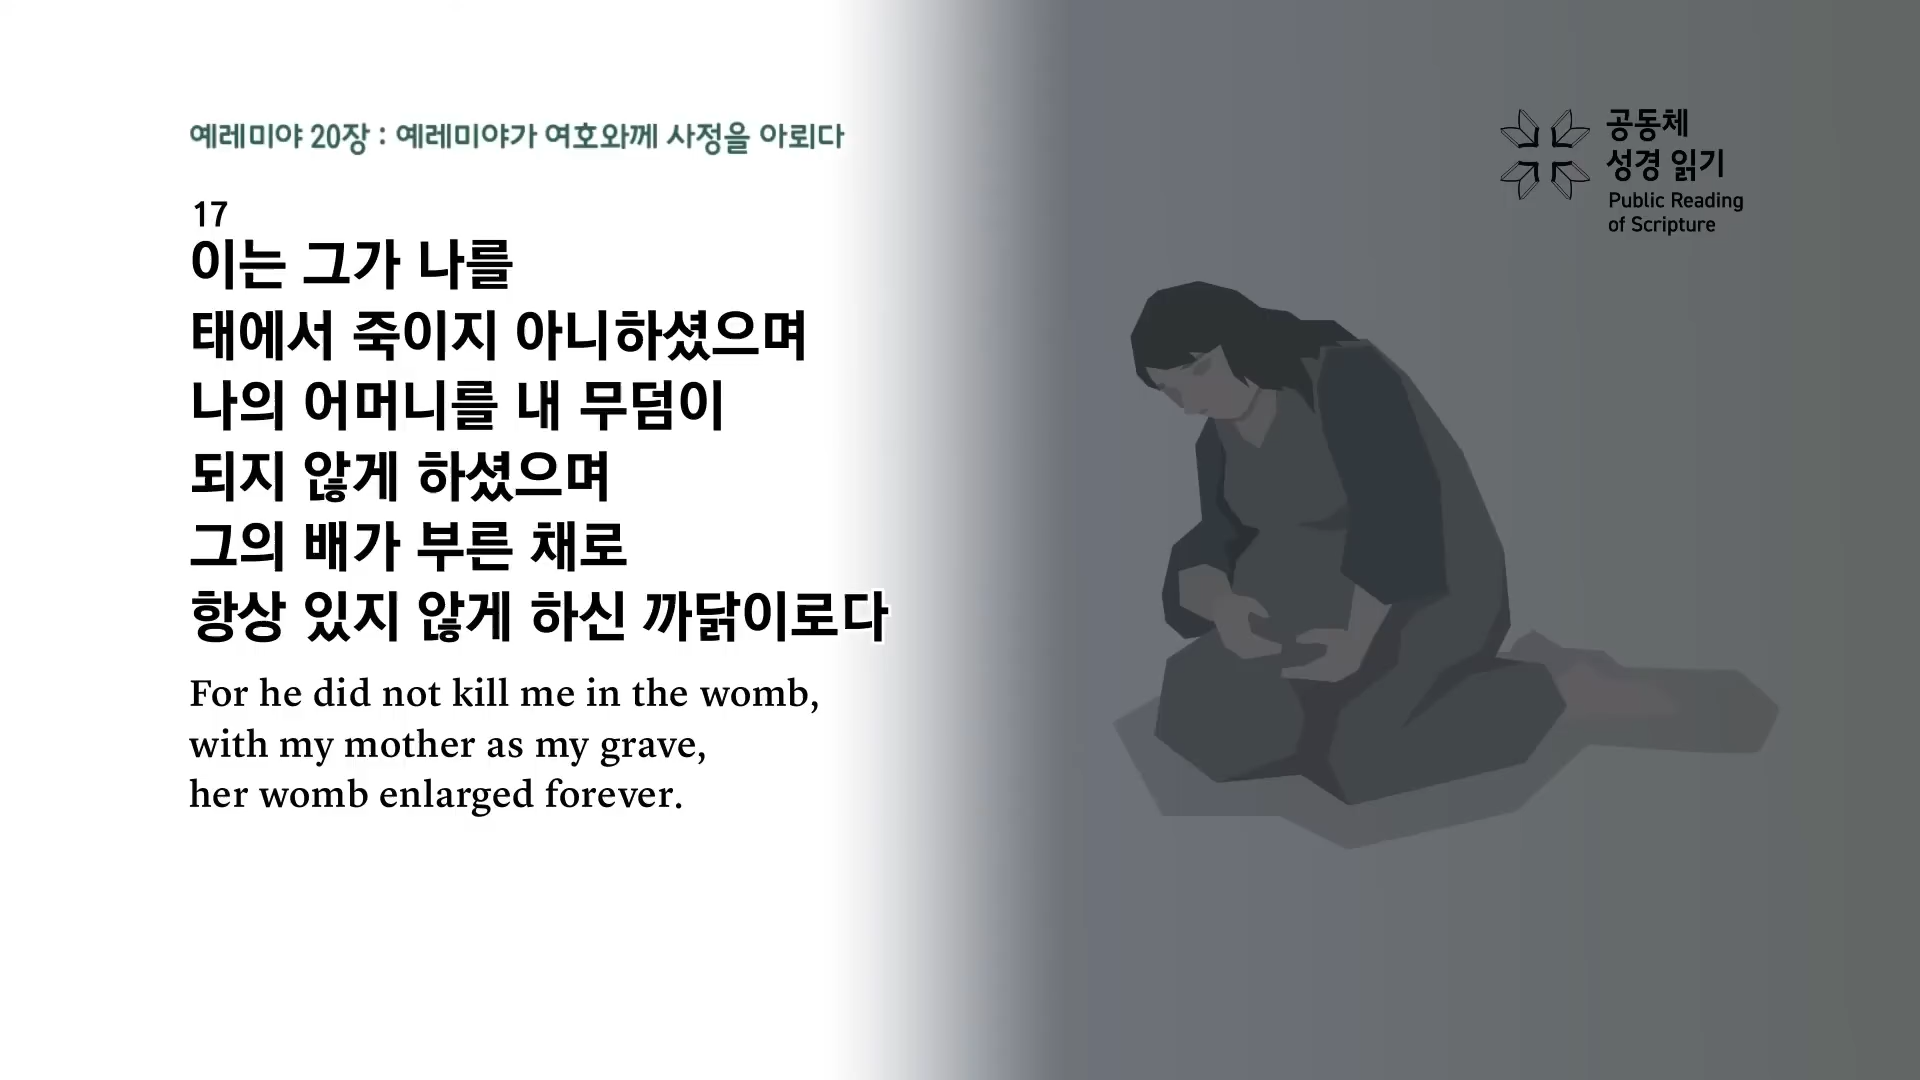 예레미야 20장 : 예레미야가 여호와께 사정을 아뢰다
17
이는 그가 나를
태에서 죽이지 아니하셨으며
나의 어머니를 내 무덤이
되지 않게 하셨으며
그의 배가 부른 채로
항상 있지 않게 하신 까닭이로다
For he did not kill me in the womb,
with my mother as my grave,
her womb enlarged forever.
공동체
성경 읽기
Public Reading
of Scripture